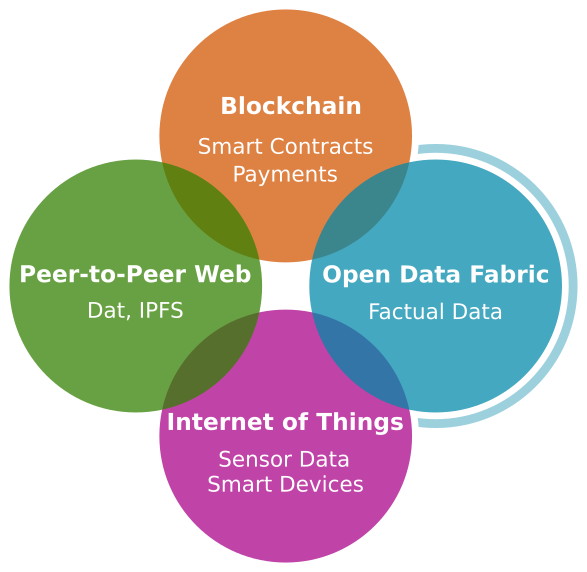 Blockchain
Smart Contracts
Payments
Peer-to-Peer Web
Dat, IPFS
Open Data Fabric
Factual Data
Internet of Things
Sensor Data
Smart Devices